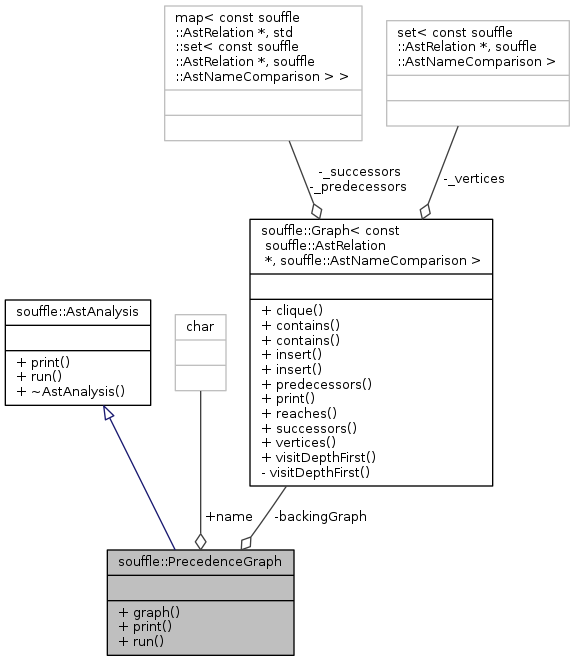 map< const souffle
::AstRelation *, std
::set< const souffle
::AstRelation *, souffle
::AstNameComparison > >
set< const souffle
::AstRelation *, souffle
::AstNameComparison >
-_successors
-_predecessors
-_vertices
souffle::Graph< const
souffle::AstRelation
*, souffle::AstNameComparison >
+ clique()
+ contains()
+ contains()
+ insert()
+ insert()
+ predecessors()
+ print()
+ reaches()
+ successors()
+ vertices()
+ visitDepthFirst()
- visitDepthFirst()
souffle::AstAnalysis
+ print()
+ run()
+ ~AstAnalysis()
char
+name
-backingGraph
souffle::PrecedenceGraph
+ graph()
+ print()
+ run()